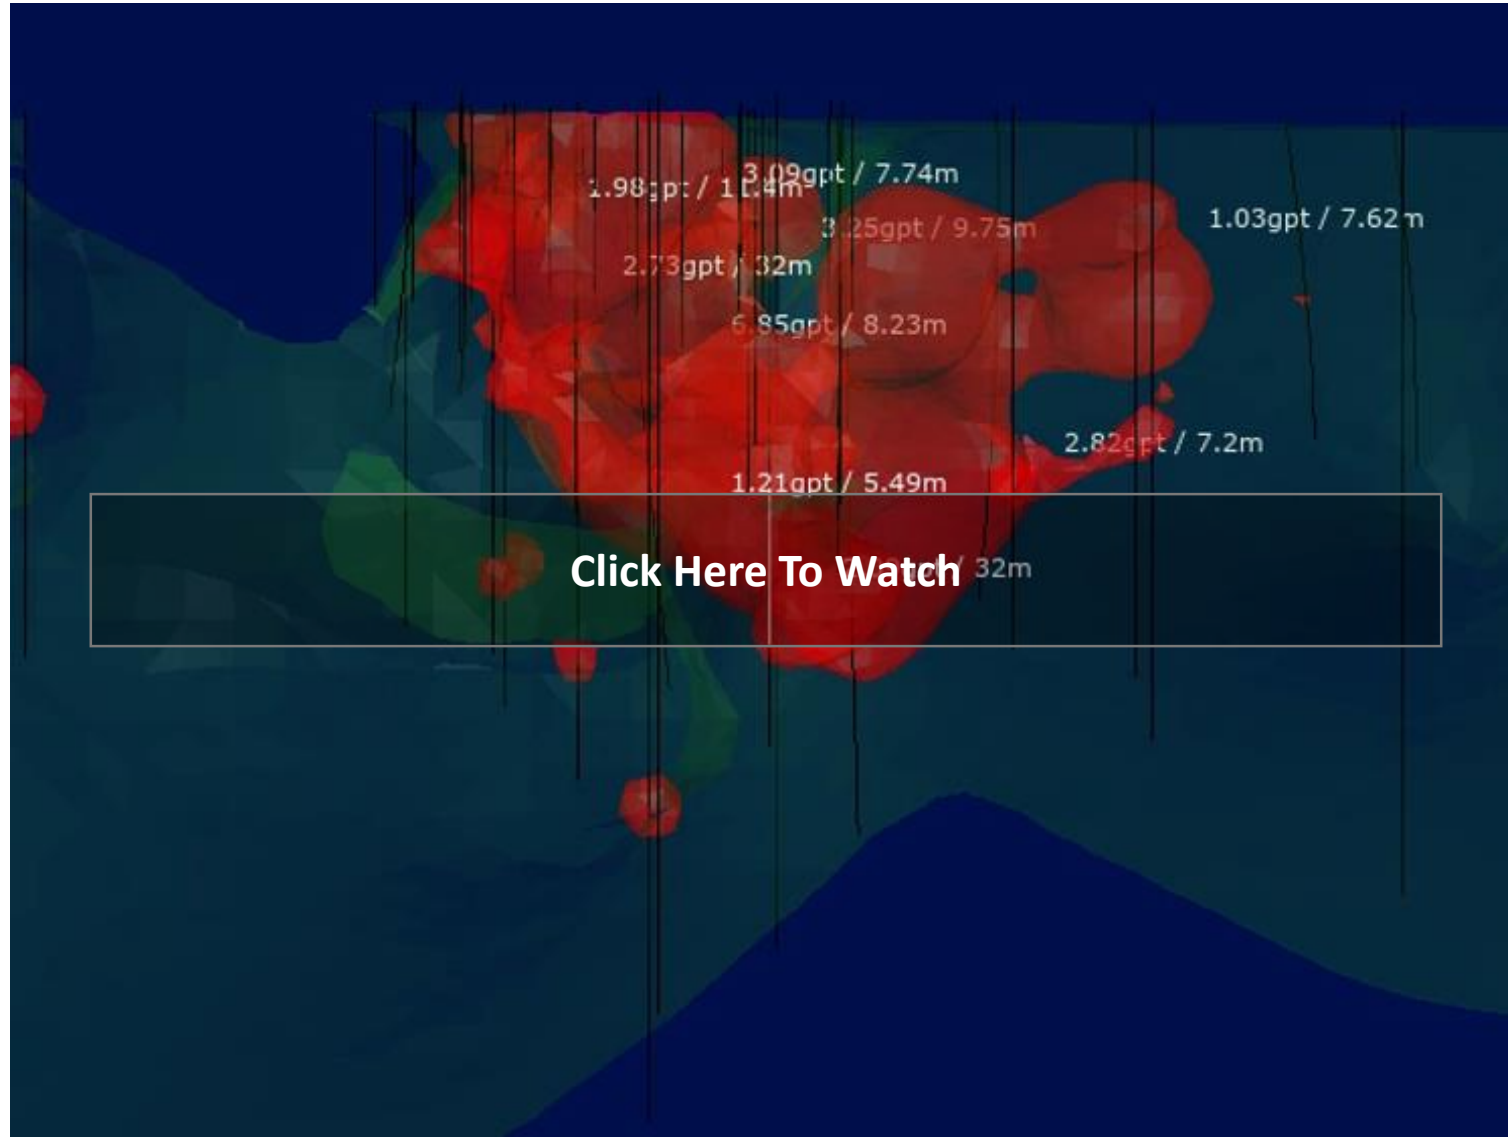 3.09gpt / 7.74m
1.98gpt / 11.4m
1.03gpt / 7.62m
3.25gpt / 9.75m
2.73gpt / 32m
6.85gpt / 8.23m
2.82gpt / 7.2m
1.21gpt / 5.49m
Click Here To Watch
/ 32m